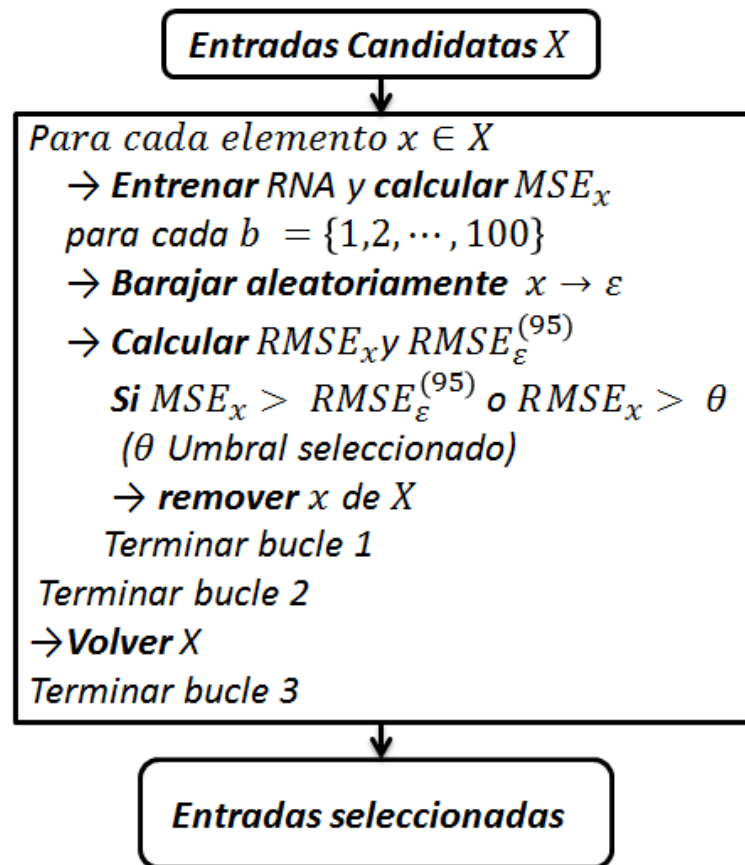 Entradas Candidatas X
Para cada elemento x ∈ X
→ Entrenar RNA y calcular MSEₓ
para cada b = {1,2, ⋯ , 100}
→ Barajar aleatoriamente x → ε
→ Calcular RMSEₓ y RMSE_ε^(95)
Si MSEₓ > RMSE_ε^(95) o RMSEₓ > θ
(θ Umbral seleccionado)
→ remover x de X
Terminar bucle 1
Terminar bucle 2
→Volver X
Terminar bucle 3
Entradas seleccionadas